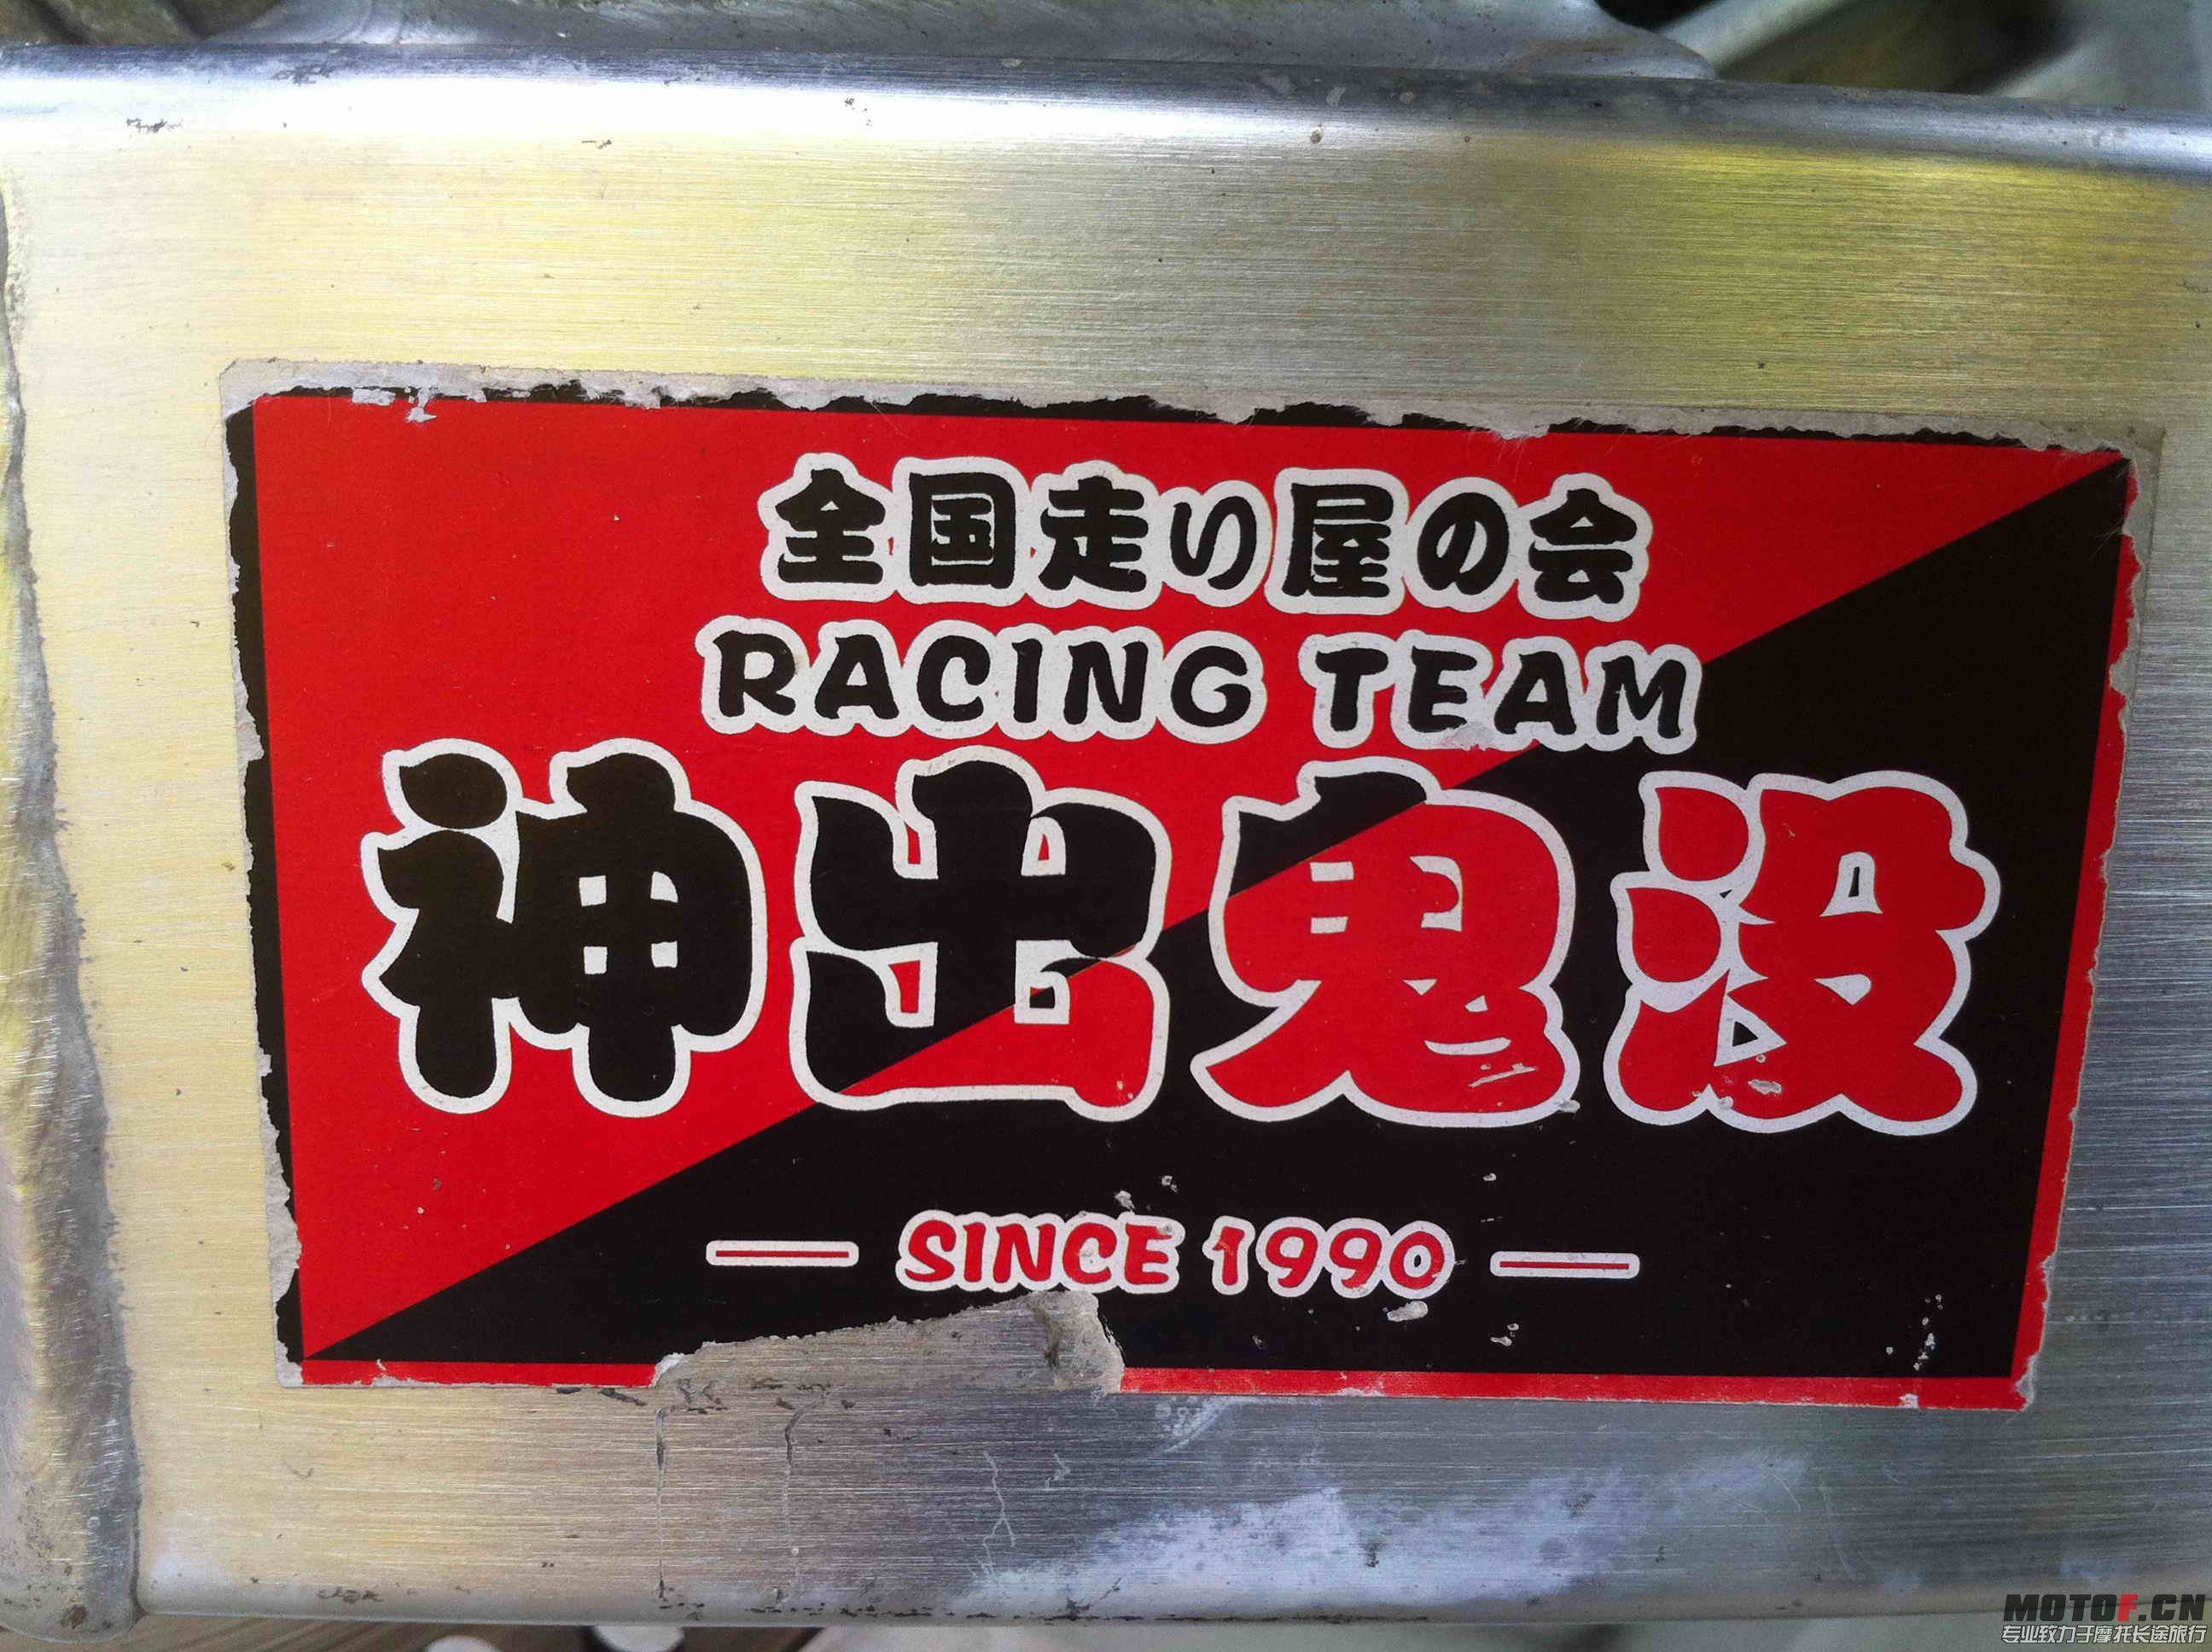 全国走り屋の会
RACING TEAM
神出鬼没
SINCE 1990
MOTOF.CN
专业致力于摩托长途旅行